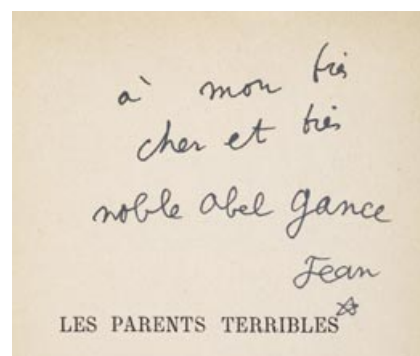 à mon très
cher et très
noble Abel Gance
Jean
LES PARENTS TERRIBLES